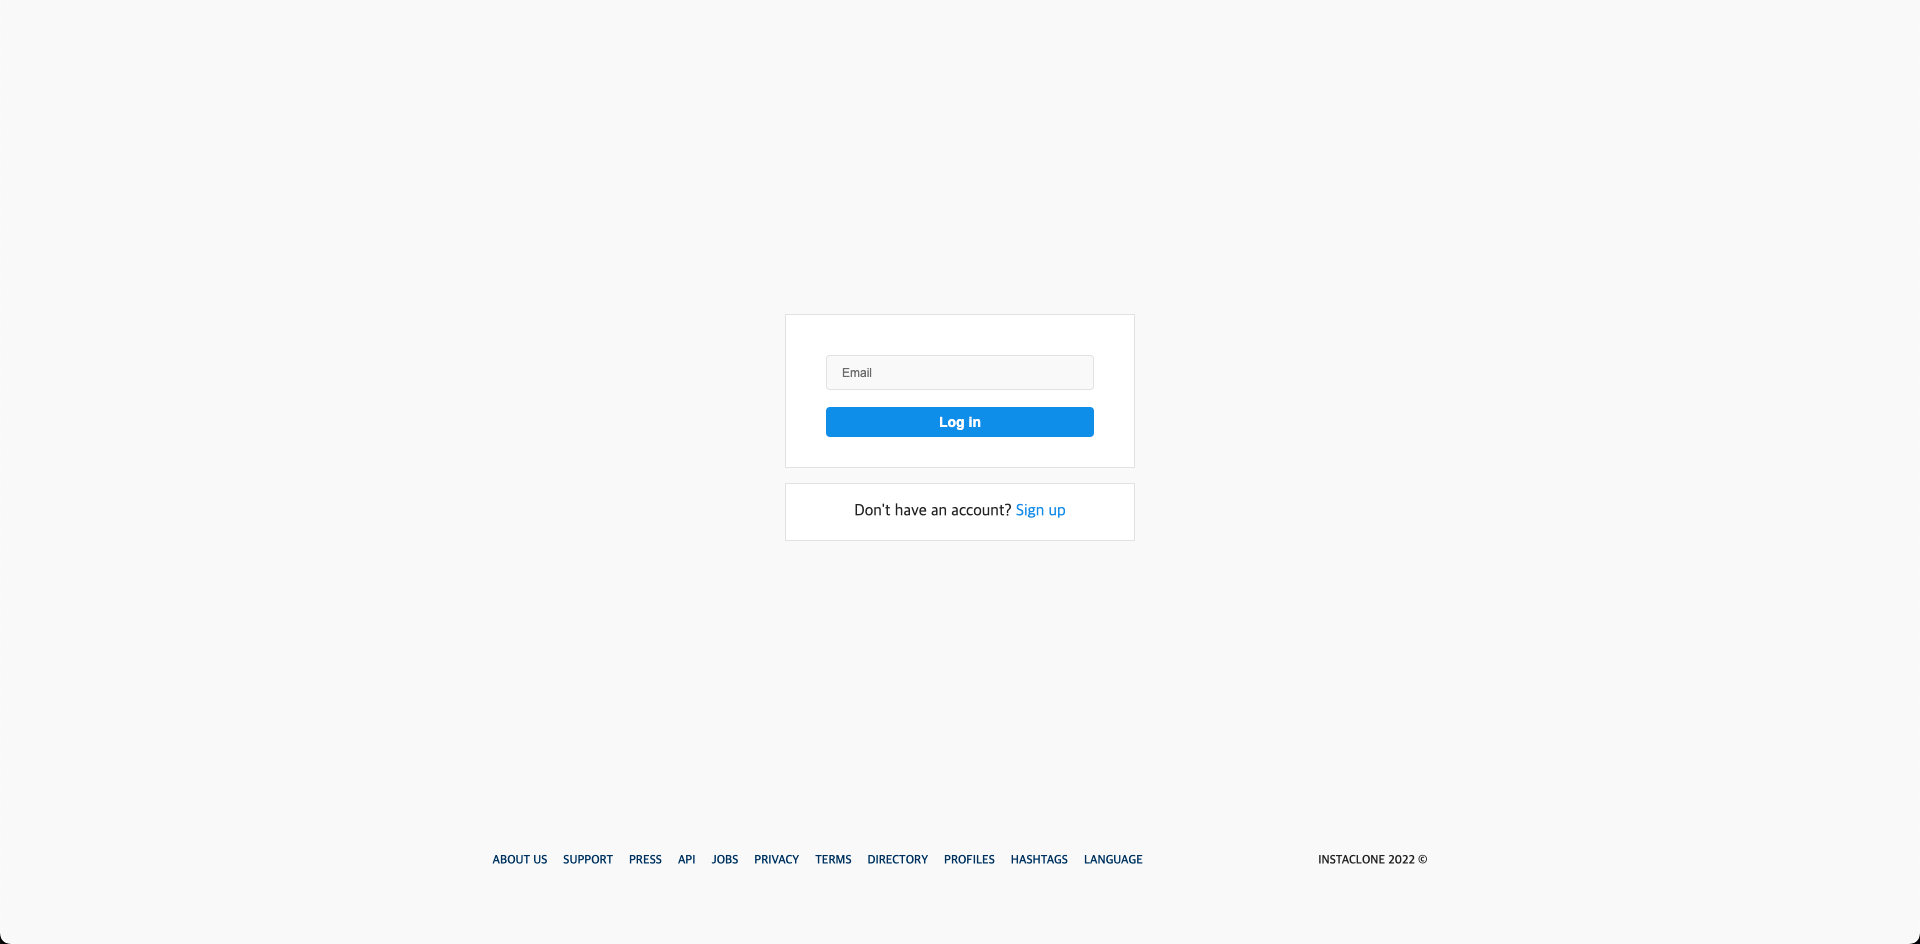 Email
Log in
Don't have an account? Sign up
ABOUT US SUPPORT PRESS API JOBS PRIVACY TERMS DIRECTORY PROFILES HASHTAGS LANGUAGE INSTACLONE 2022 ©